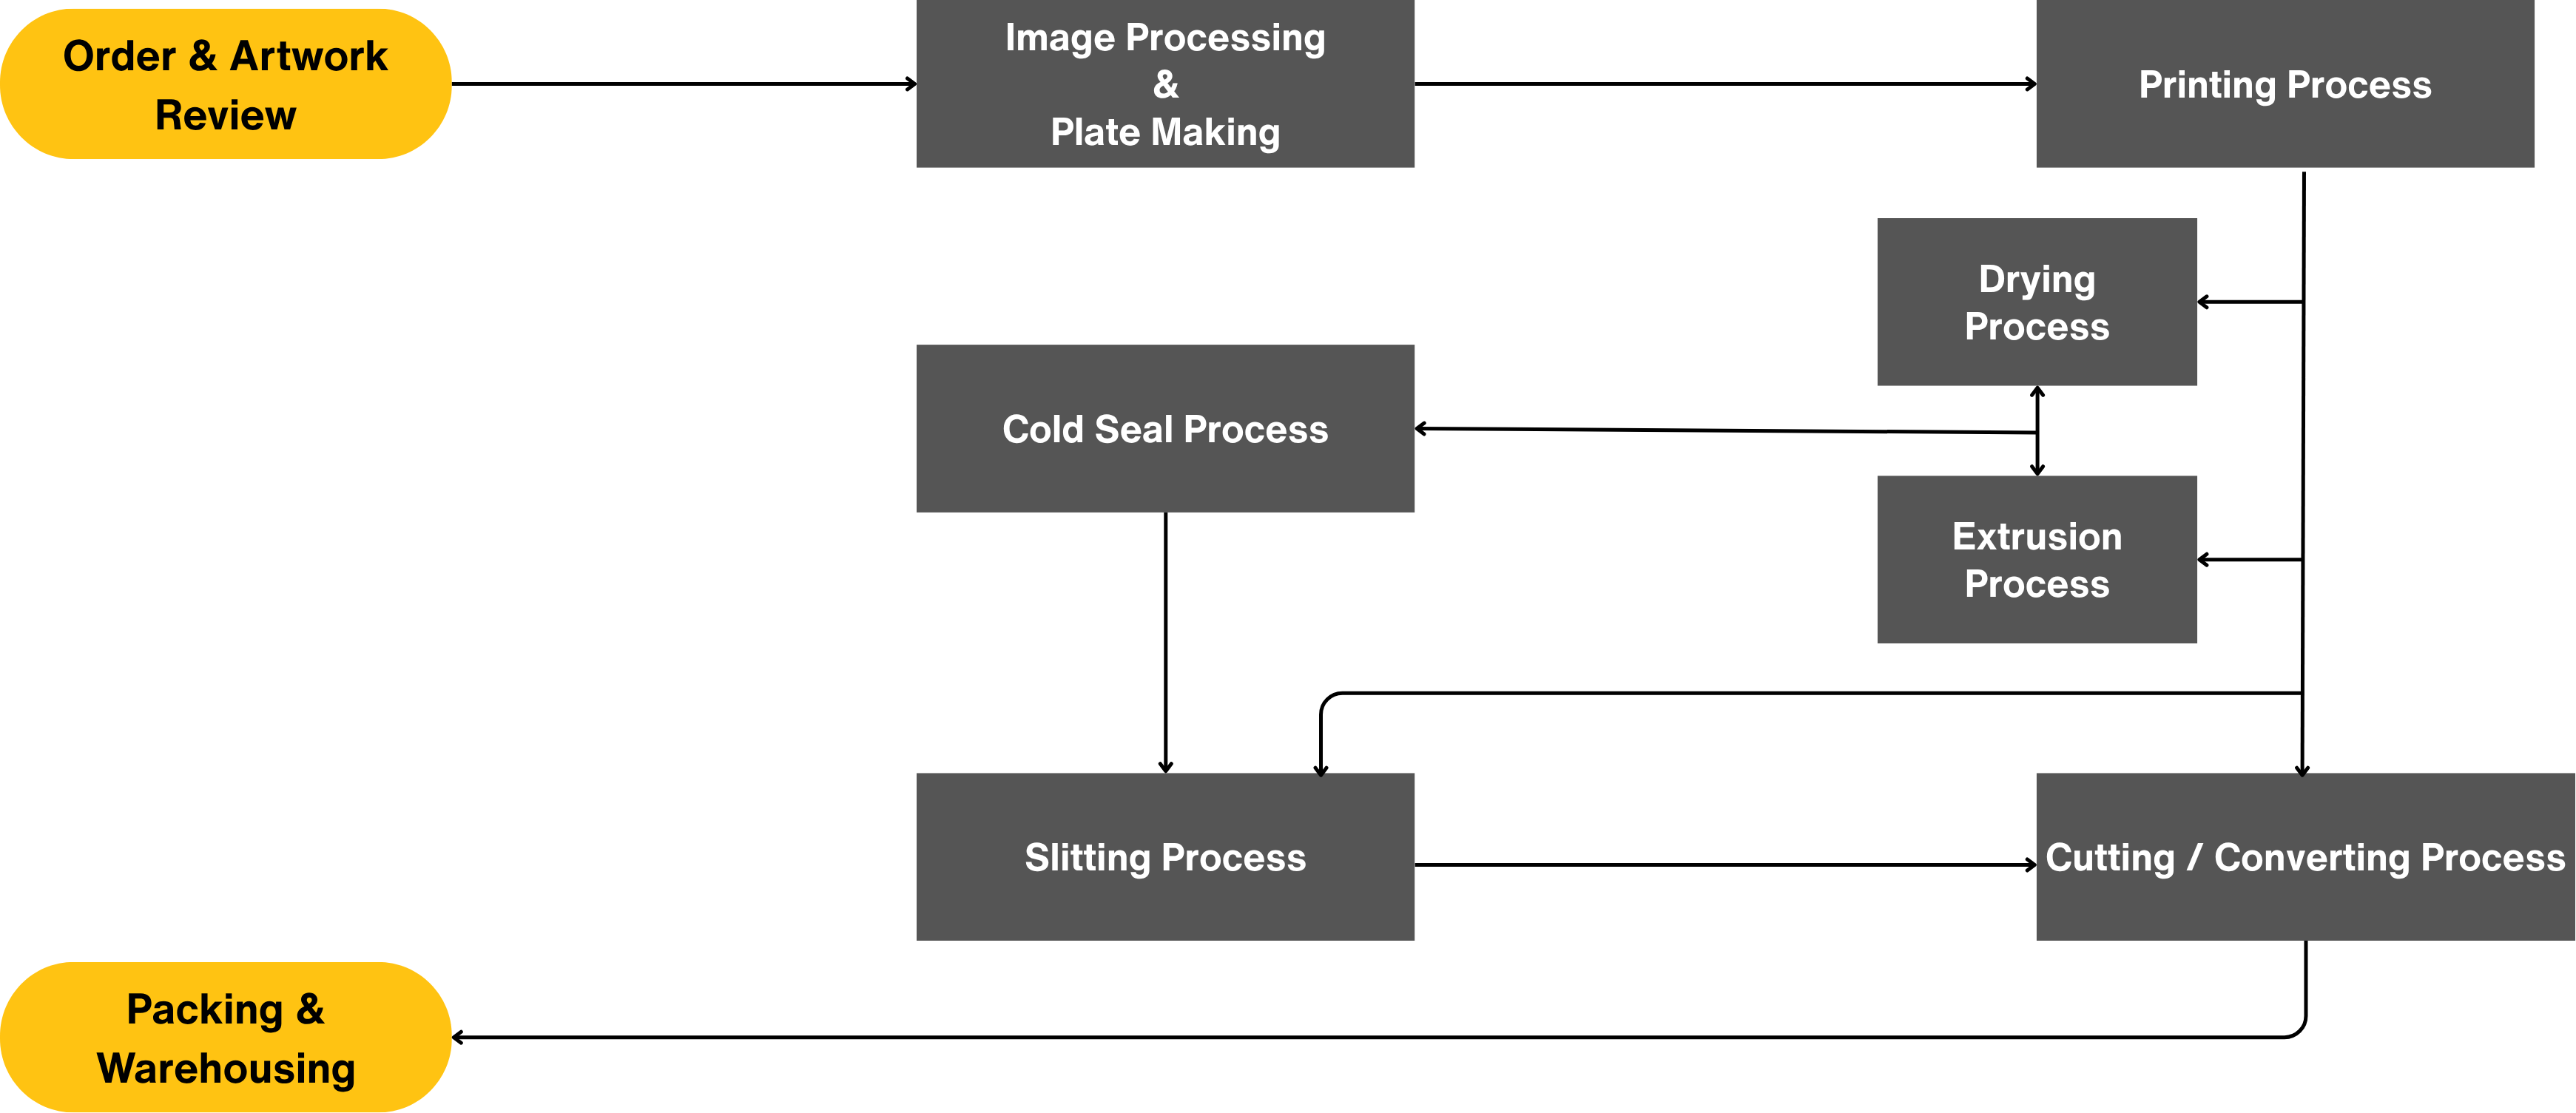 Order & Artwork
Review
Image Processing
&
Plate Making
Printing Process
Drying
Process
Cold Seal Process
Extrusion
Process
Slitting Process
Cutting / Converting Process
Packing &
Warehousing